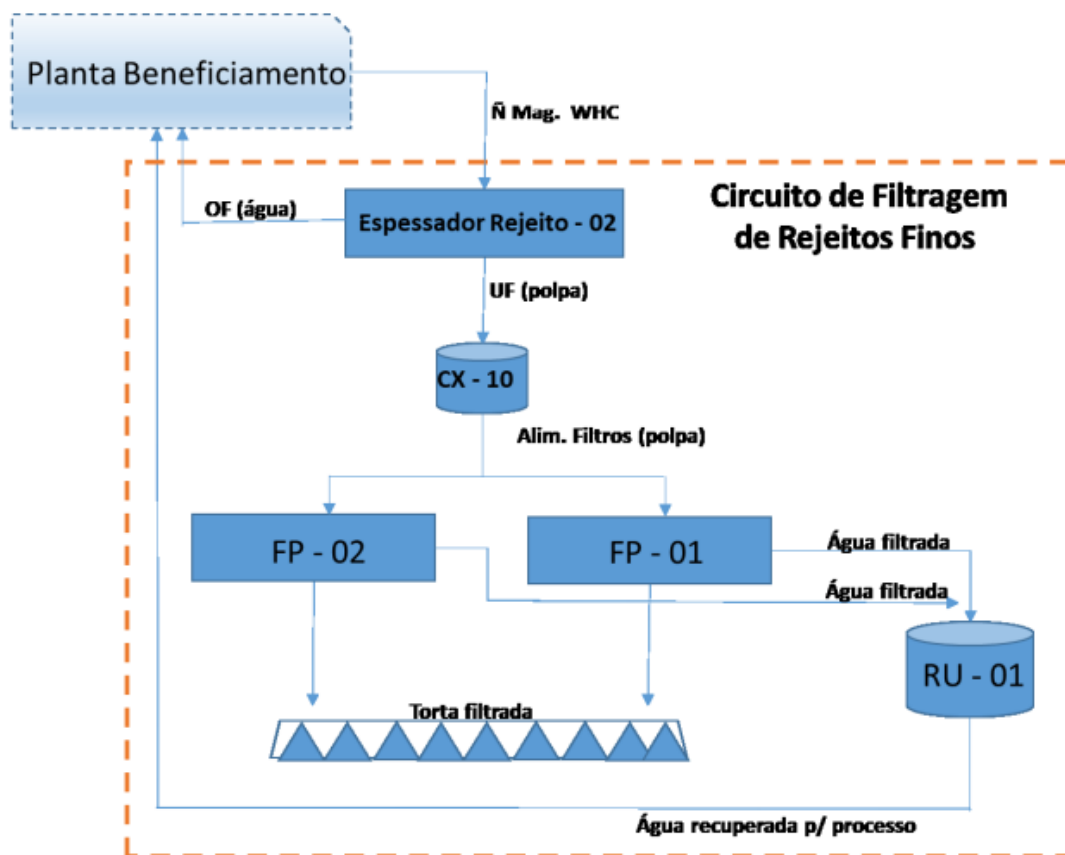 Planta Beneficiamento
Ñ Mag. WHC
Circuito de Filtragem
de Rejeitos Finos
OF (água)
Espessador Rejeito - 02
UF (polpa)
CX - 10
Alim. Filtros (polpa)
FP - 02
FP - 01
Água filtrada
Água filtrada
RU - 01
Torta filtrada
Água recuperada p/ processo